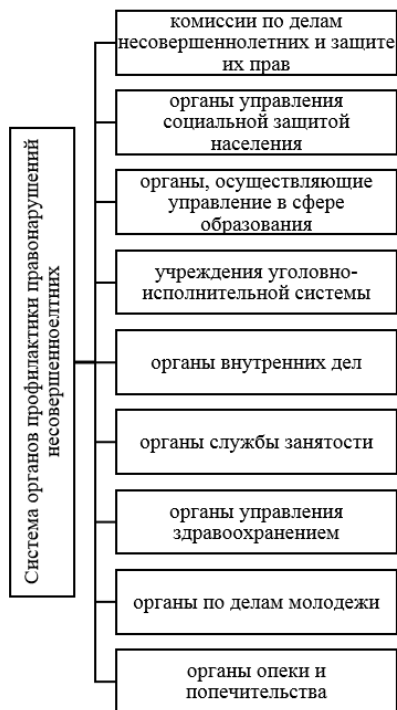 Система органов профилактики правонарушений
несовершенноелтних
комиссии по делам
несовершеннолетних и защите
их прав
органы управления
социальной защитой
населения
органы, осуществляющие
управление в сфере
образования
учреждения уголовно-
исполнительной системы
органы внутренних дел
органы службы занятости
органы управления
здравоохранением
органы по делам молодежи
органы опеки и
попечительства